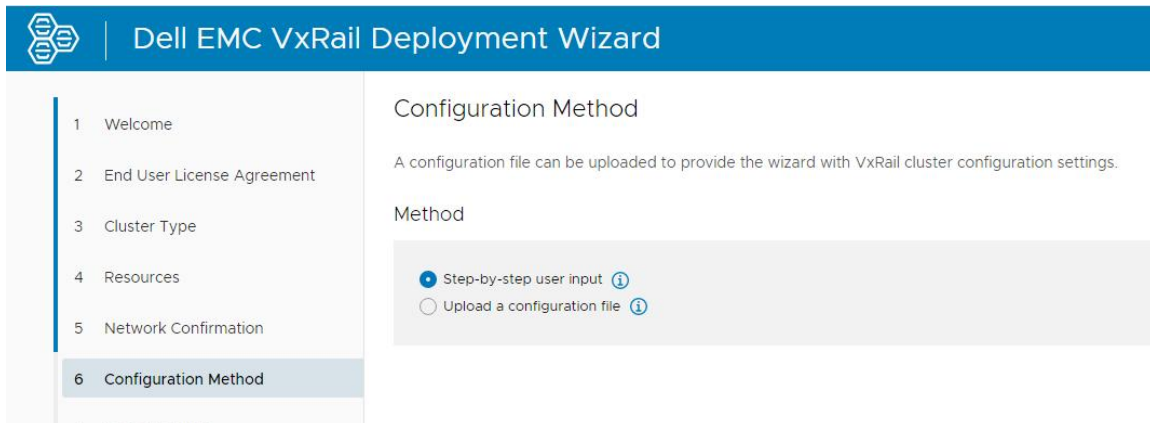 Dell EMC VxRail Deployment Wizard
1 Welcome
2 End User License Agreement
3 Cluster Type
4 Resources
5 Network Confirmation
6 Configuration Method
Configuration Method
A configuration file can be uploaded to provide the wizard with VxRail cluster configuration settings.
Method
Step-by-step user input
Upload a configuration file